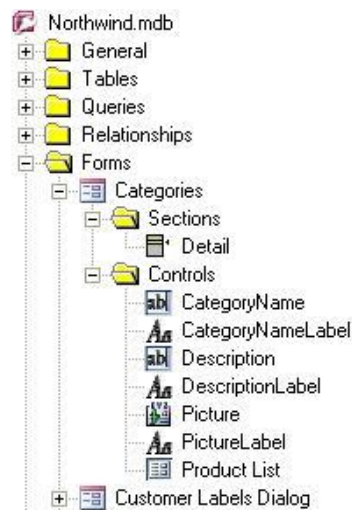 Northwind.mdb
General
Tables
Queries
Relationships
Forms
Categories
Sections
Detail
Controls
CategoryName
CategoryNameLabel
Description
DescriptionLabel
Picture
PictureLabel
Product List
Customer Labels Dialog